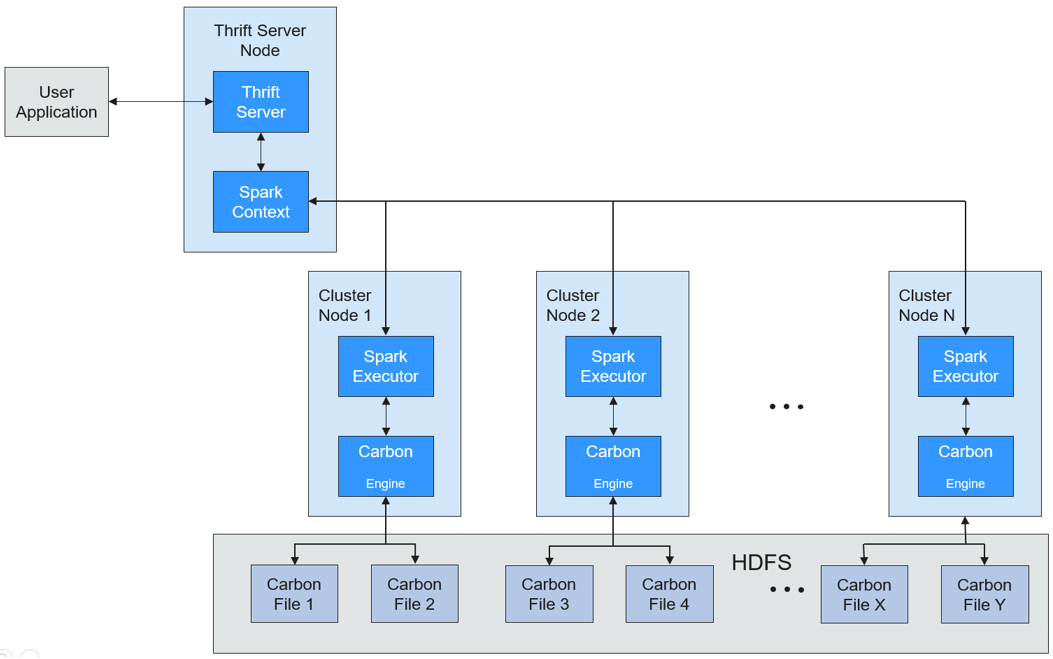 Thrift Server
Node
User
Application
Thrift
Server
Spark
Context
Cluster
Node 1
Spark
Executor
Carbon
Engine
Cluster
Node 2
Spark
Executor
Carbon
Engine
...
Cluster
Node N
Spark
Executor
Carbon
Engine
HDFS
Carbon
File 1
Carbon
File 2
Carbon
File 3
Carbon
File 4
...
Carbon
File X
Carbon
File Y